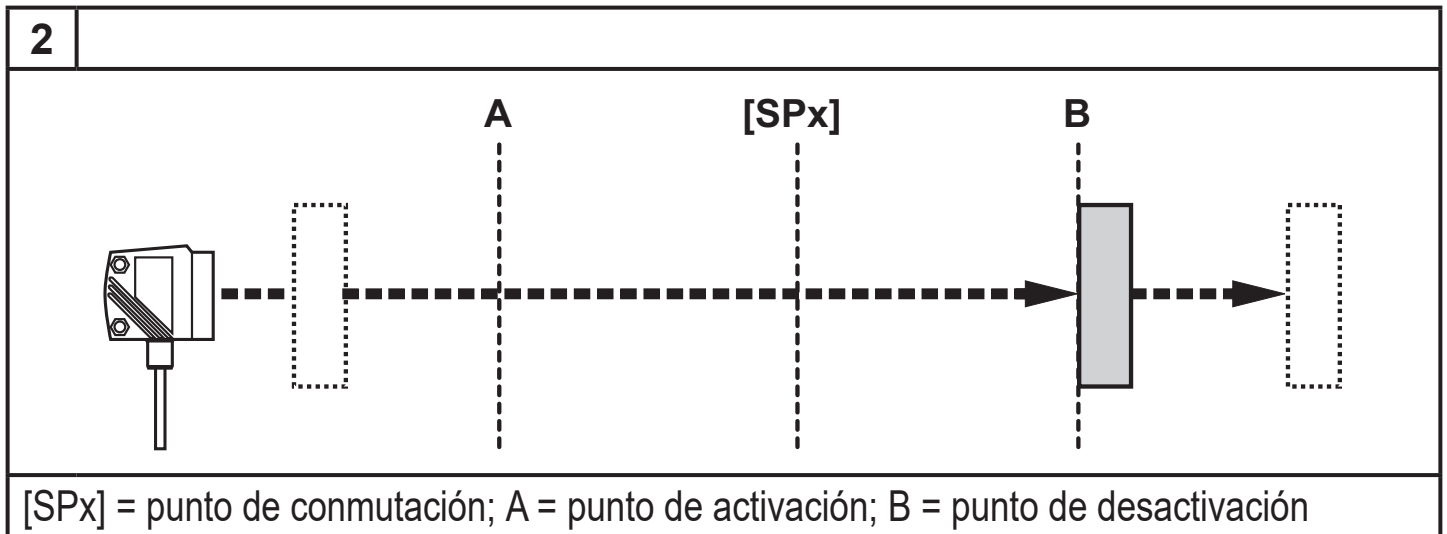 2
A [SPx] B
[SPx] = punto de conmutación; A = punto de activación; B = punto de desactivación